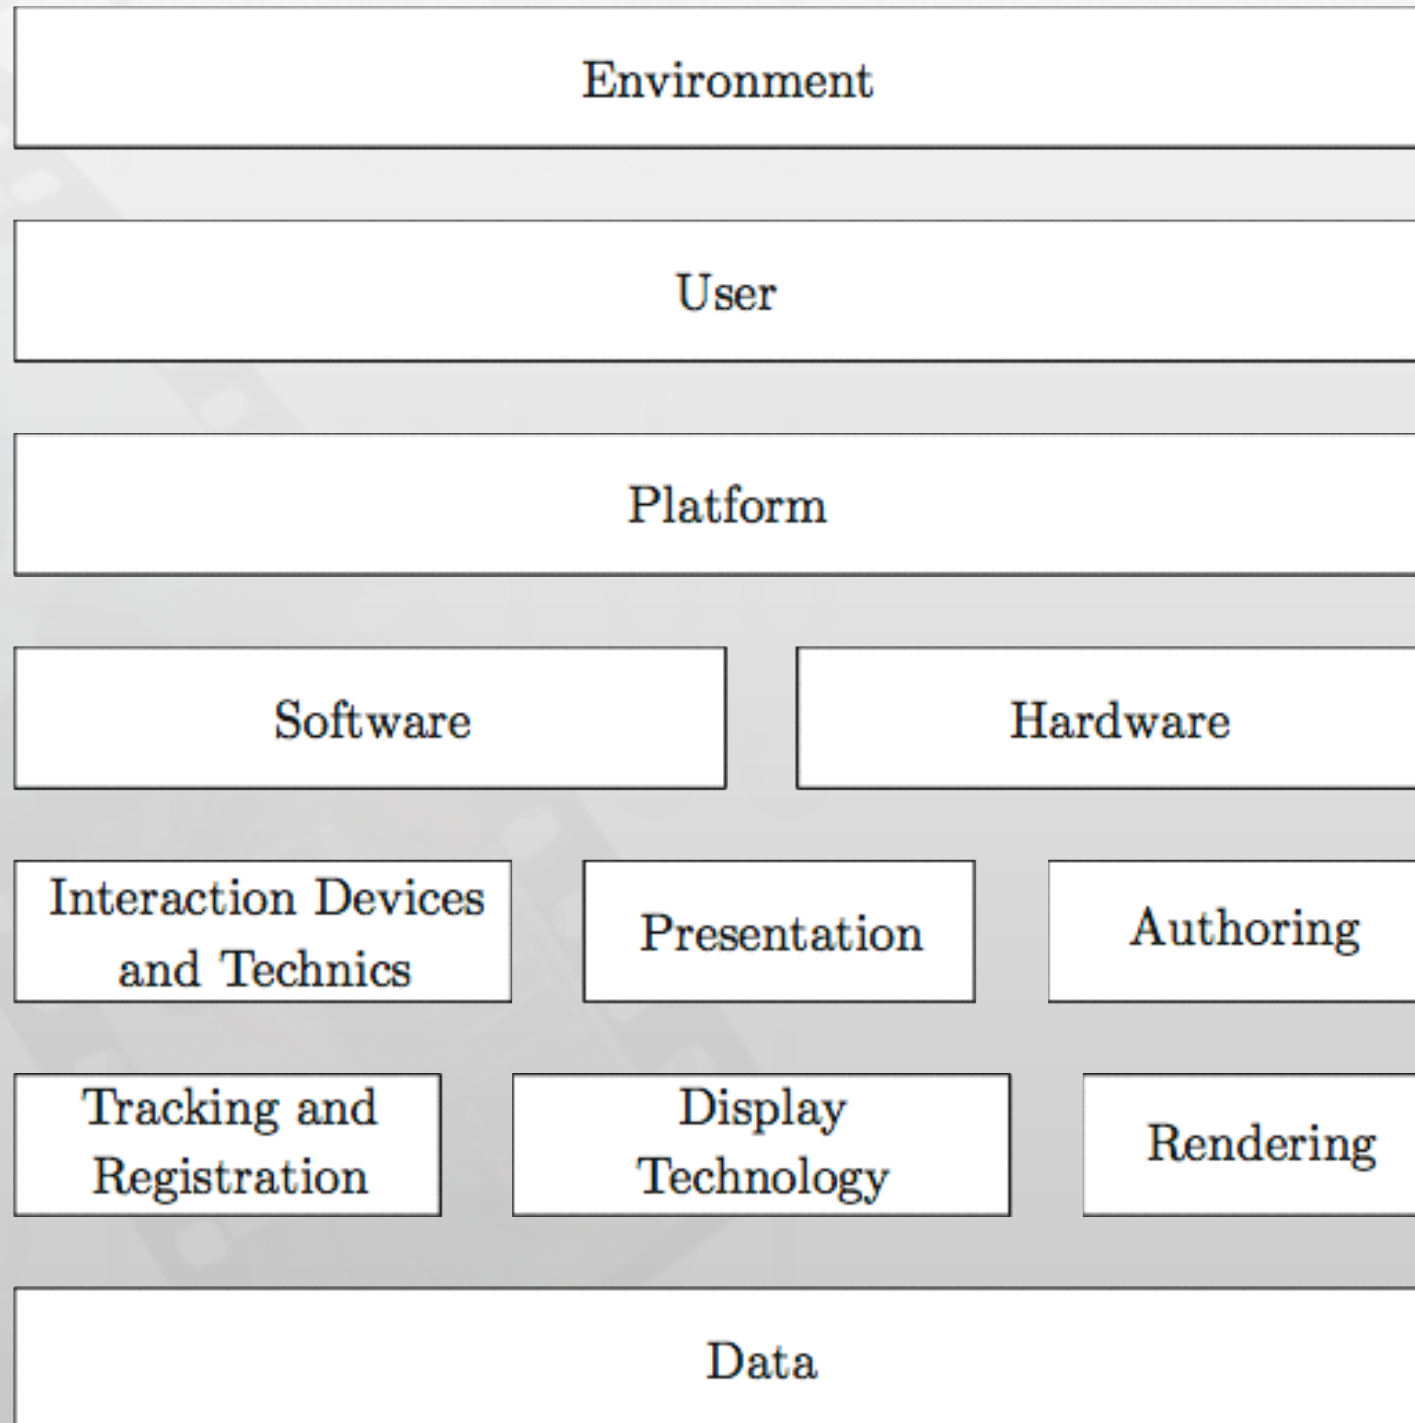 Environment
User
Platform
Software
Hardware
Interaction Devices
and Technics
Presentation
Authoring
Tracking and
Registration
Display
Technology
Rendering
Data